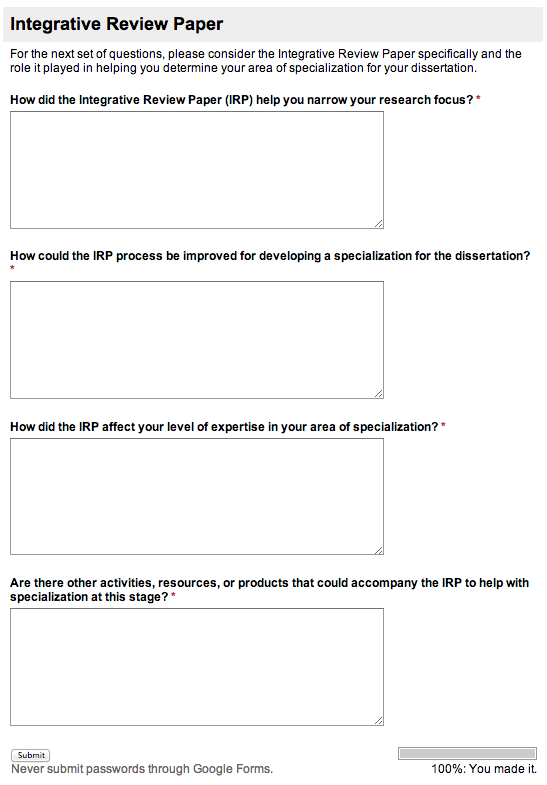 Integrative Review Paper
For the next set of questions, please consider the Integrative Review Paper specifically and the
role it played in helping you determine your area of specialization for your dissertation.
How did the Integrative Review Paper (IRP) help you narrow your research focus? *
How could the IRP process be improved for developing a specialization for the dissertation?
*
How did the IRP affect your level of expertise in your area of specialization? *
Are there other activities, resources, or products that could accompany the IRP to help with
specialization at this stage? *
Submit
Never submit passwords through Google Forms.
100%: You made it.